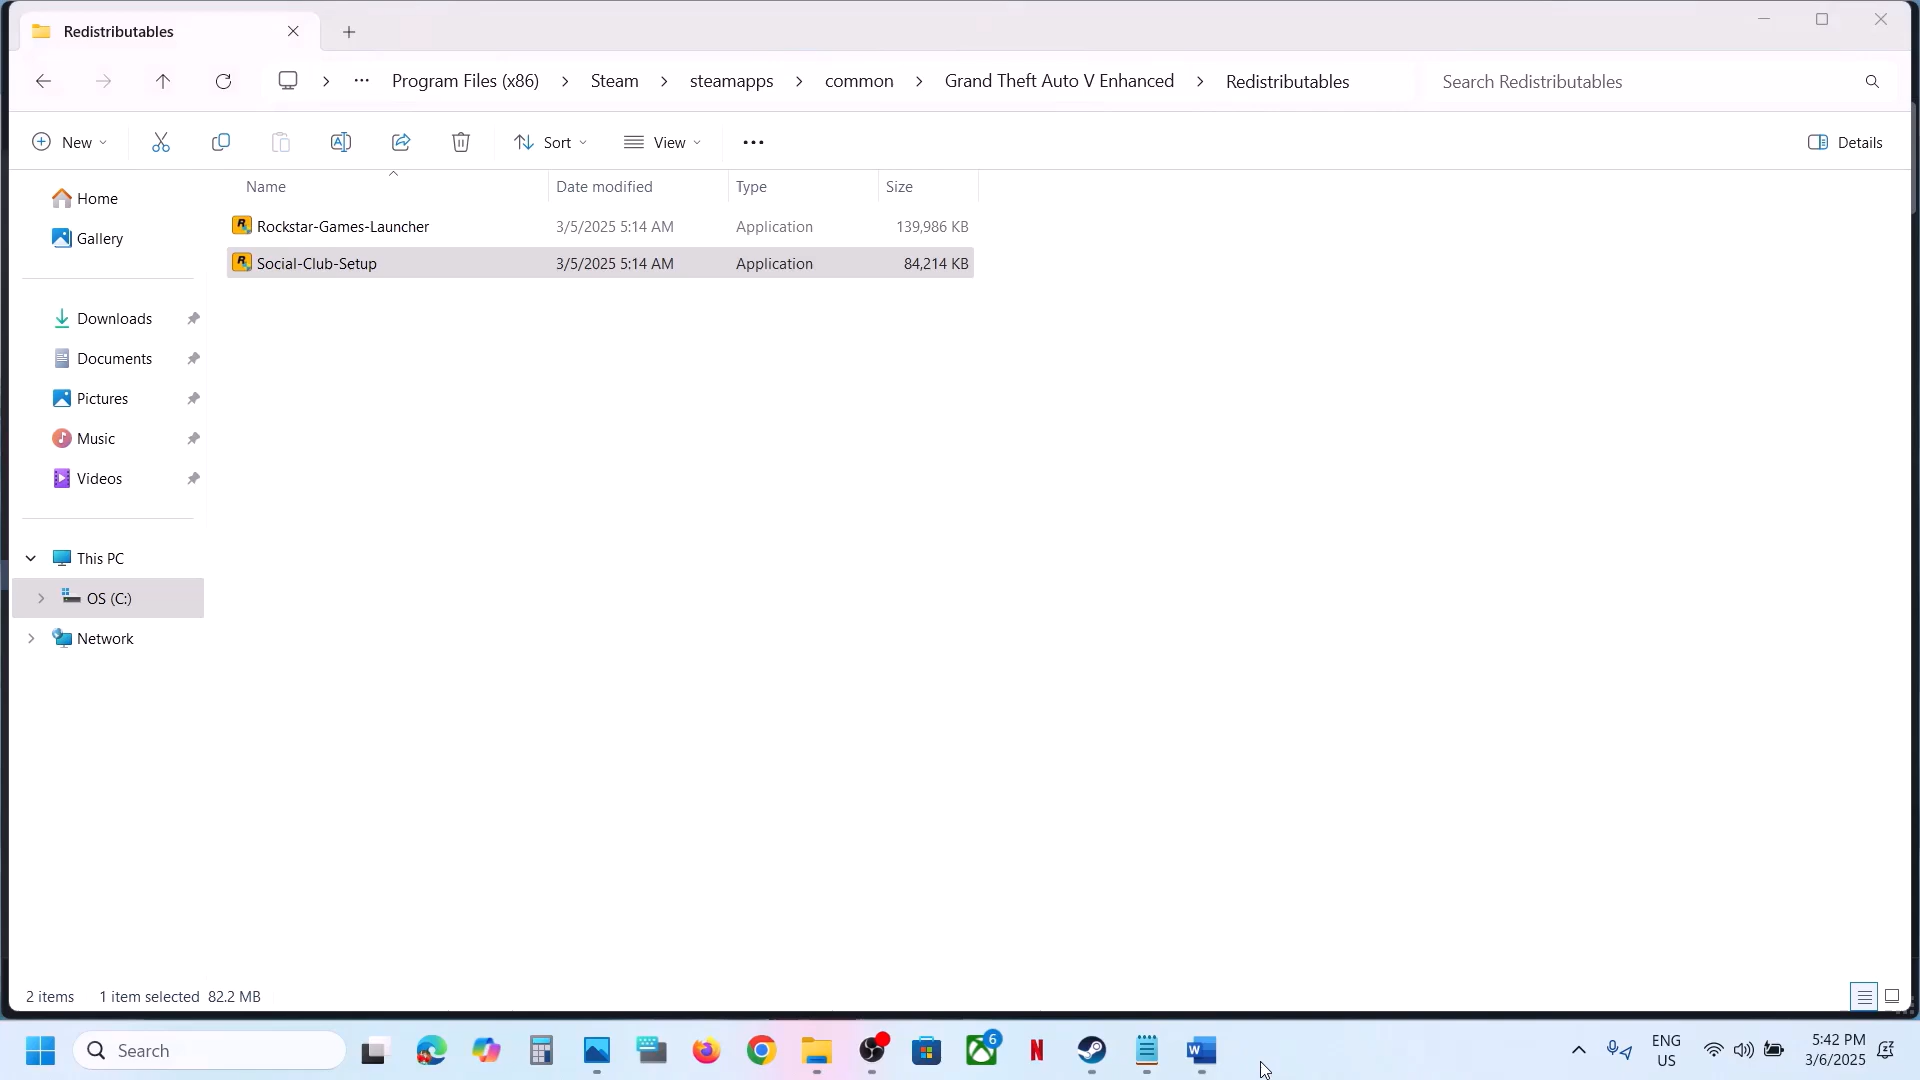 Redistributables
Program Files (x86)
Steam
steamapps
common
Grand Theft Auto V Enhanced
Redistributables
Search Redistributables
New
Sort
View
Details
Name
Date modified
Type
Size
Rockstar-Games-Launcher 3/5/2025 5:14 AM Application 139,986 KB
Social-Club-Setup 3/5/2025 5:14 AM Application 84,214 KB
Home
Gallery
Downloads
Documents
Pictures
Music
Videos
This PC
OS (C:)
Network
2 items 1 item selected 82.2 MB
Search
6
ENG
US
5:42 PM
3/6/2025